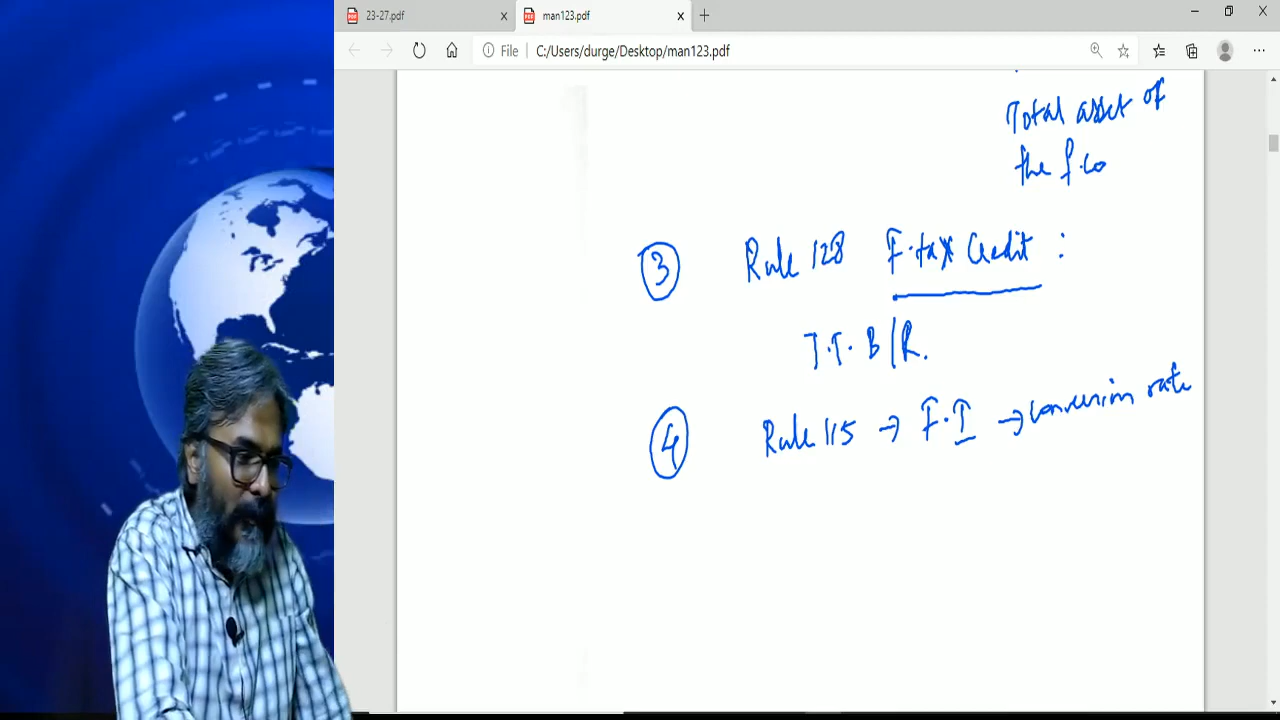 23-27.pdf
man123.pdf
File
C:/Users/durge/Desktop/man123.pdf
Total asset of
the f.co
3 Rule 128 F.tax Credit :
T.T. B/R.
4 Rule 115 → F.I → Conversion rate